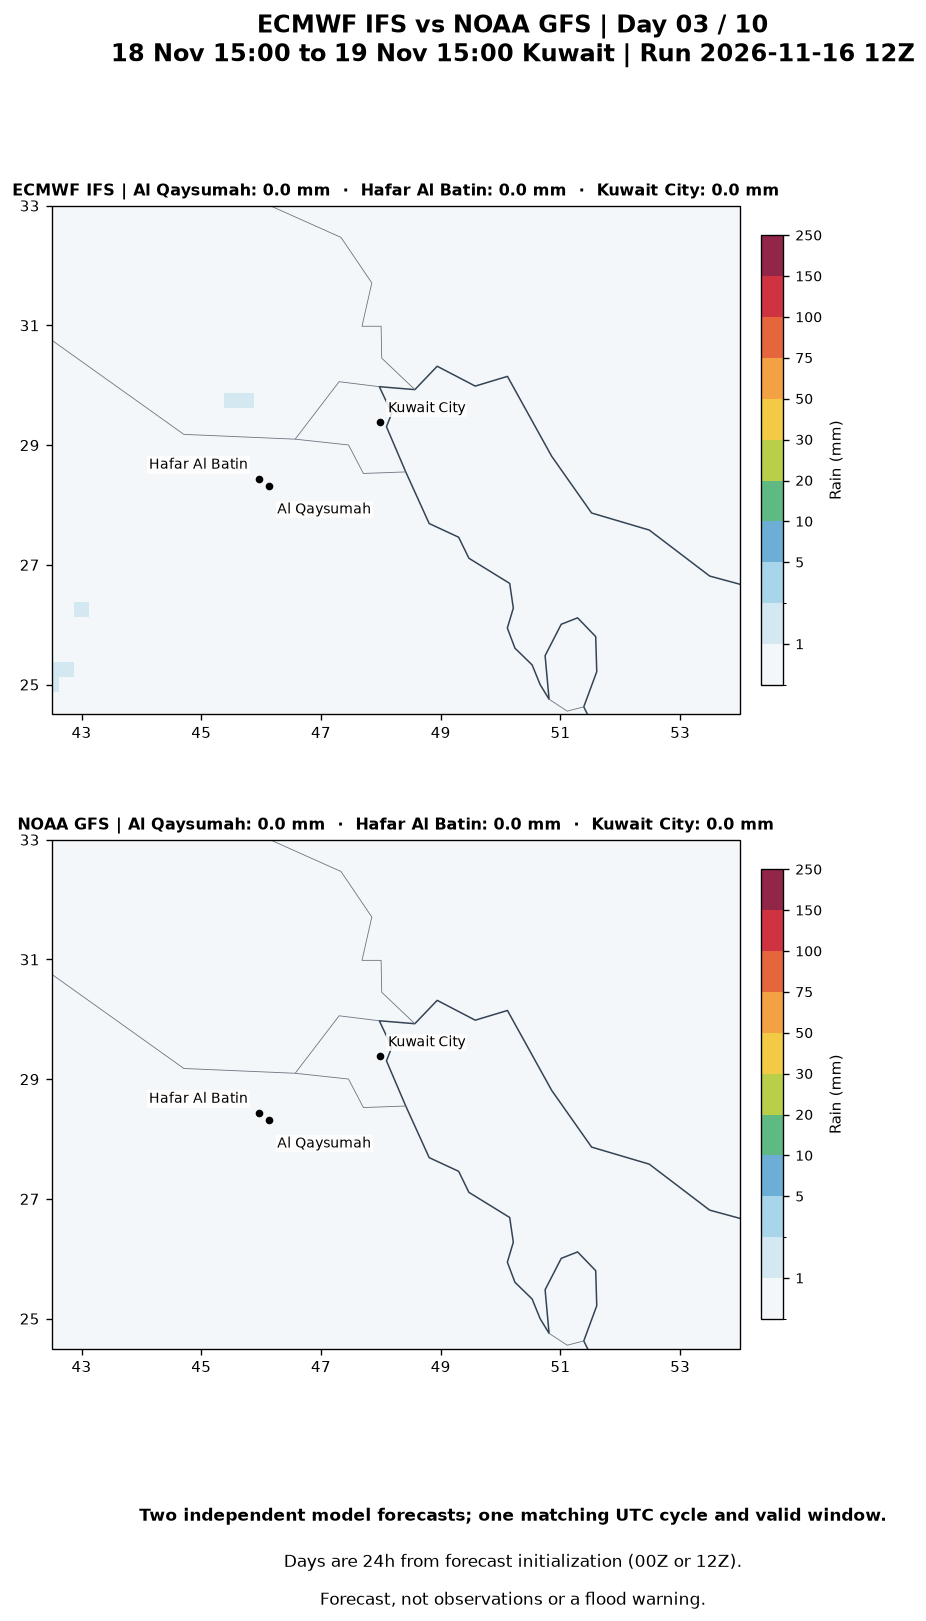 ECMWF IFS vs NOAA GFS | Day 03 / 10
18 Nov 15:00 to 19 Nov 15:00 Kuwait | Run 2026-11-16 12Z
ECMWF IFS | Al Qaysumah: 0.0 mm · Hafar Al Batin: 0.0 mm · Kuwait City: 0.0 mm
33
31
29
27
25
43 45 47 49 51 53
Kuwait City
Hafar Al Batin
Al Qaysumah
250
150
100
75
50
30
20
10
5
1
Rain (mm)
NOAA GFS | Al Qaysumah: 0.0 mm · Hafar Al Batin: 0.0 mm · Kuwait City: 0.0 mm
33
31
29
27
25
43 45 47 49 51 53
Kuwait City
Hafar Al Batin
Al Qaysumah
250
150
100
75
50
30
20
10
5
1
Rain (mm)
Two independent model forecasts; one matching UTC cycle and valid window.
Days are 24h from forecast initialization (00Z or 12Z).
Forecast, not observations or a flood warning.